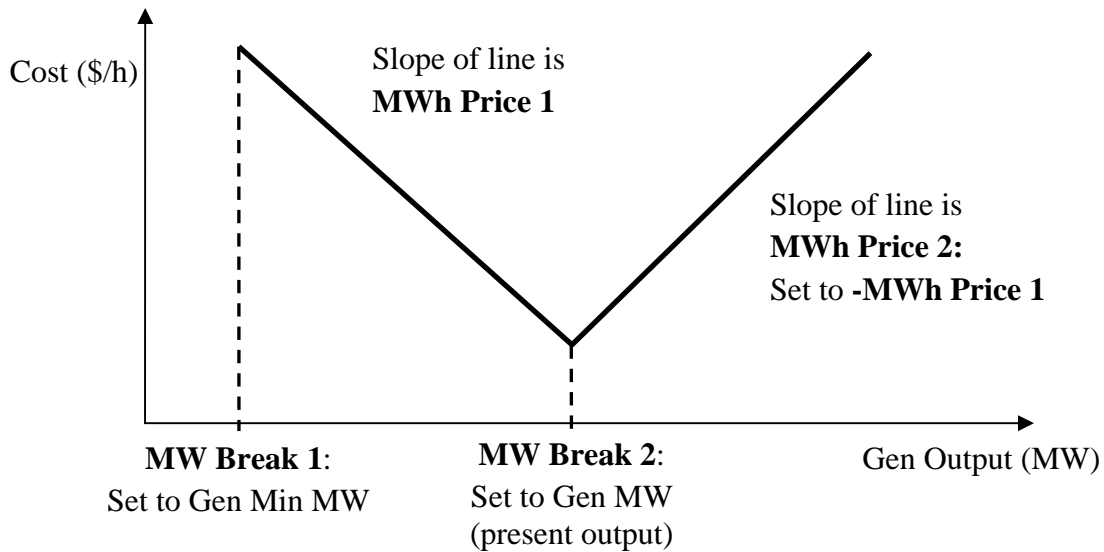 Cost ($/h)
Slope of line is
MWh Price 1
Slope of line is
MWh Price 2:
Set to -MWh Price 1
MW Break 1:
Set to Gen Min MW
MW Break 2:
Set to Gen MW
(present output)
Gen Output (MW)